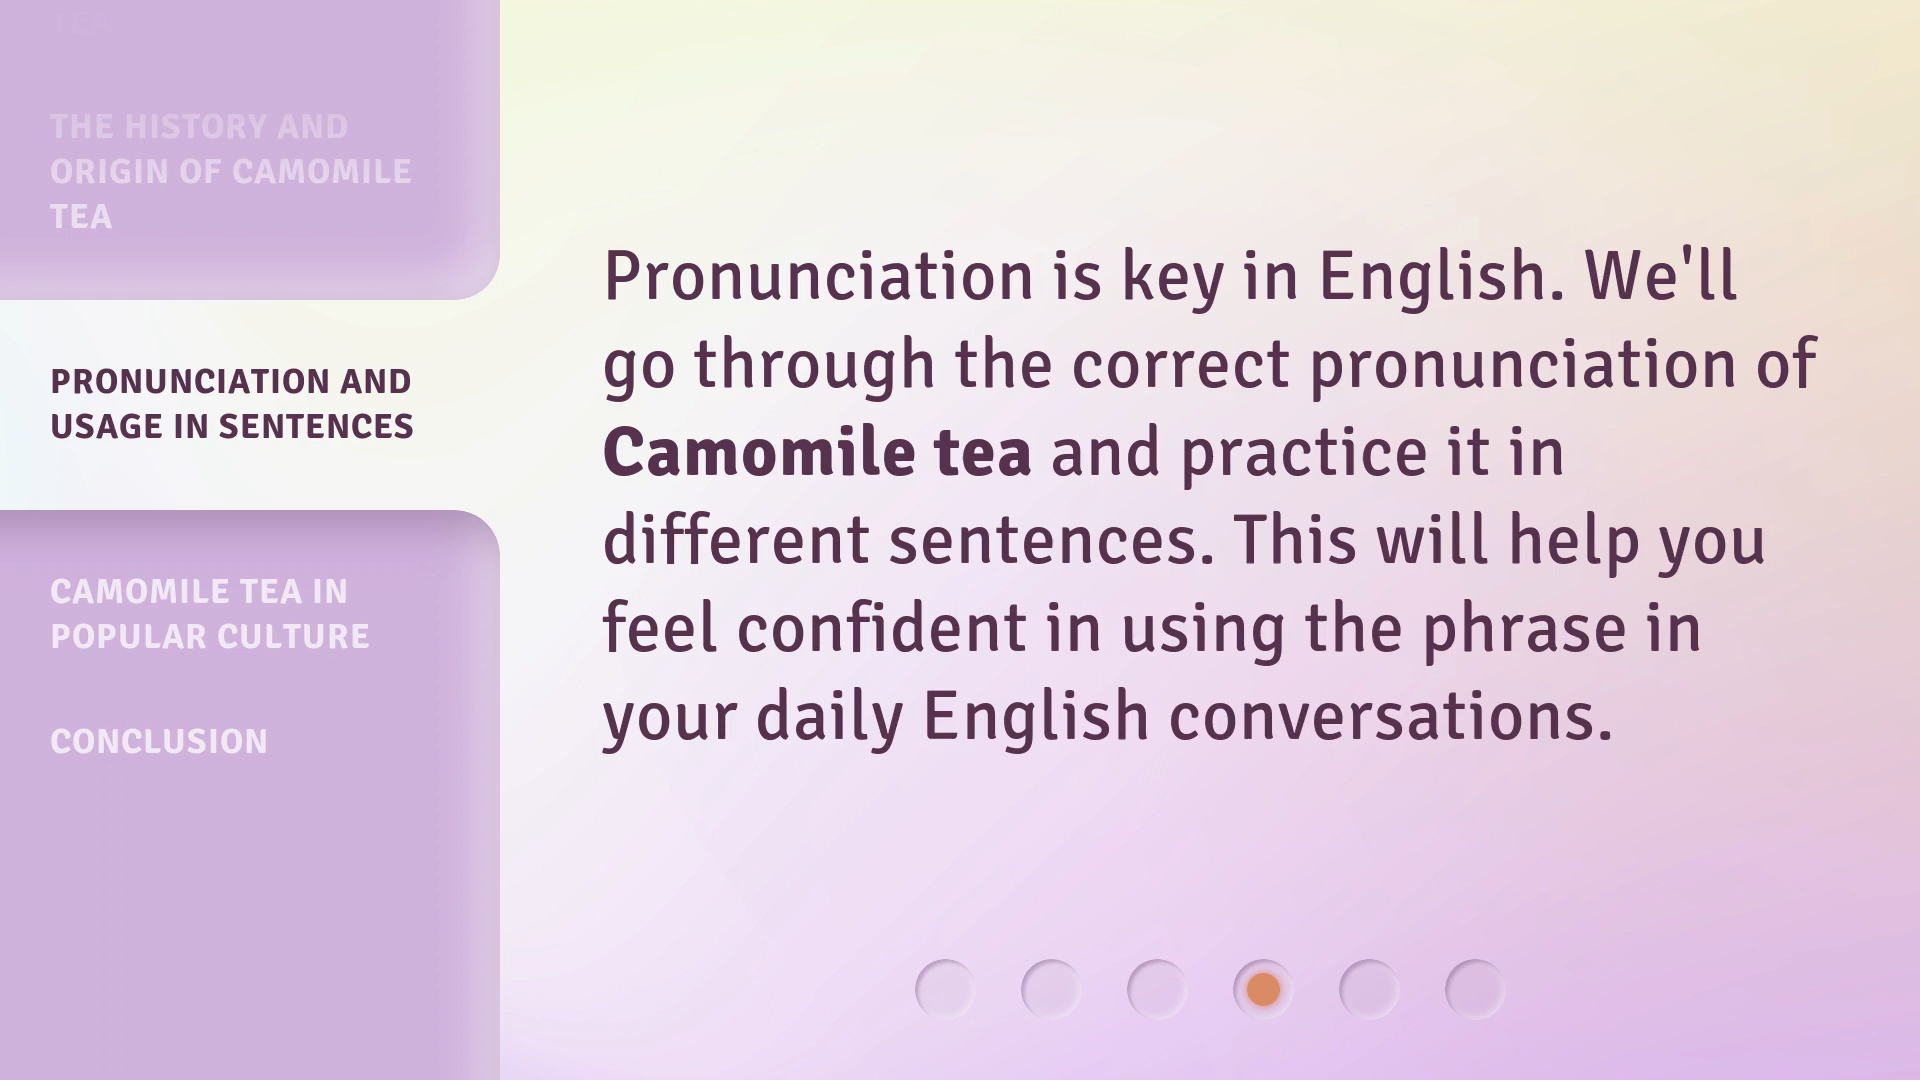 TEA
THE HISTORY AND
ORIGIN OF CAMOMILE
TEA
PRONUNCIATION AND
USAGE IN SENTENCES
CAMOMILE TEA IN
POPULAR CULTURE
CONCLUSION
Pronunciation is key in English. We'll
go through the correct pronunciation of
Camomile tea and practice it in
different sentences. This will help you
feel confident in using the phrase in
your daily English conversations.